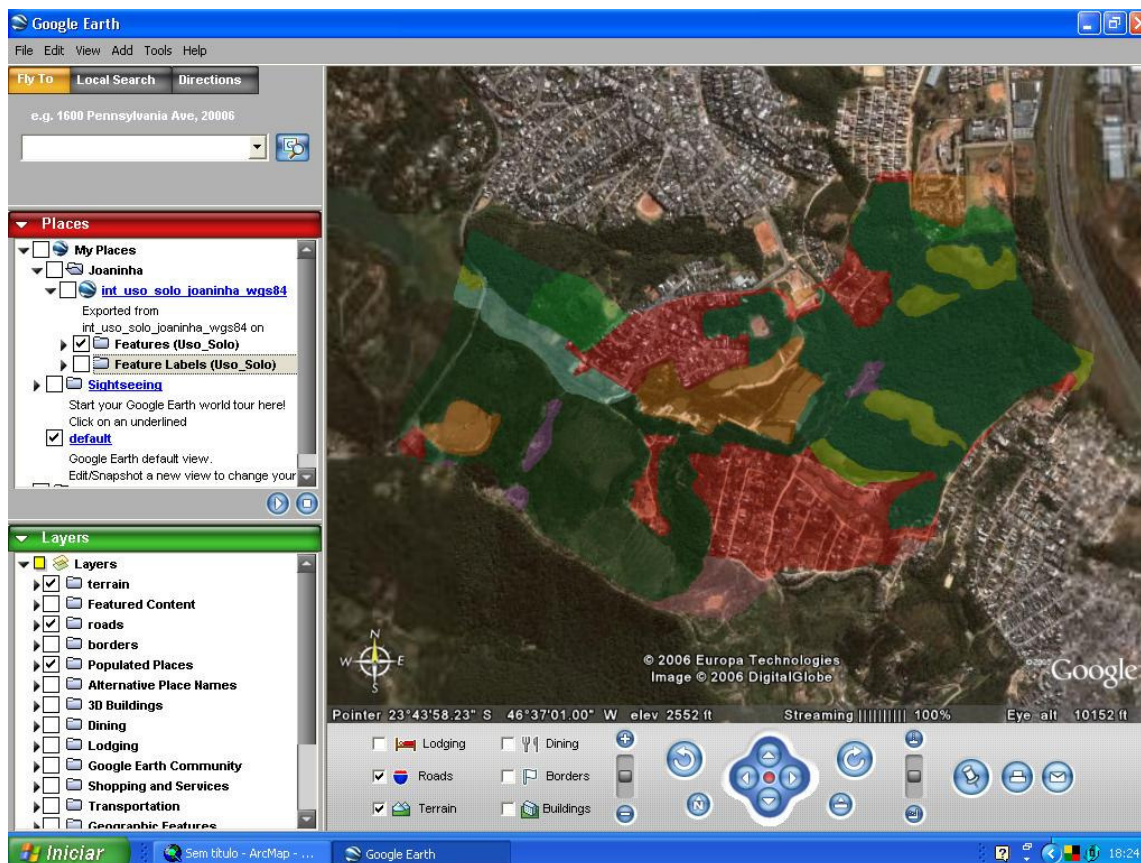 Google Earth
File Edit View Add Tools Help
Fly To Local Search Directions
e.g. 1600 Pennsylvania Ave, 20006
Places
My Places
Joaninha
int_uso_solo_joaninha_wgs84
Exported from
int_uso_solo_joaninha_wgs84 on
Features (Uso_Solo)
Feature Labels (Uso_Solo)
Sightseeing
Start your Google Earth world tour here!
Click on an underlined
default
Google Earth default view.
Edit/Snapshot a new view to change your
Layers
Layers
terrain
Featured Content
roads
borders
Populated Places
Alternative Place Names
3D Buildings
Dining
Lodging
Google Earth Community
Shopping and Services
Transportation
Geographic Features
N
W E
S
© 2006 Europa Technologies
Image © 2006 DigitalGlobe
Google
Pointer 23°43'58.23" S 46°37'01.00" W elev 2552 ft Streaming |||||||||| 100% Eye alt 10152 ft
Lodging Dining
Roads Borders
Terrain Buildings
N
Iniciar Sem título - ArcMap - ... Google Earth 18:24